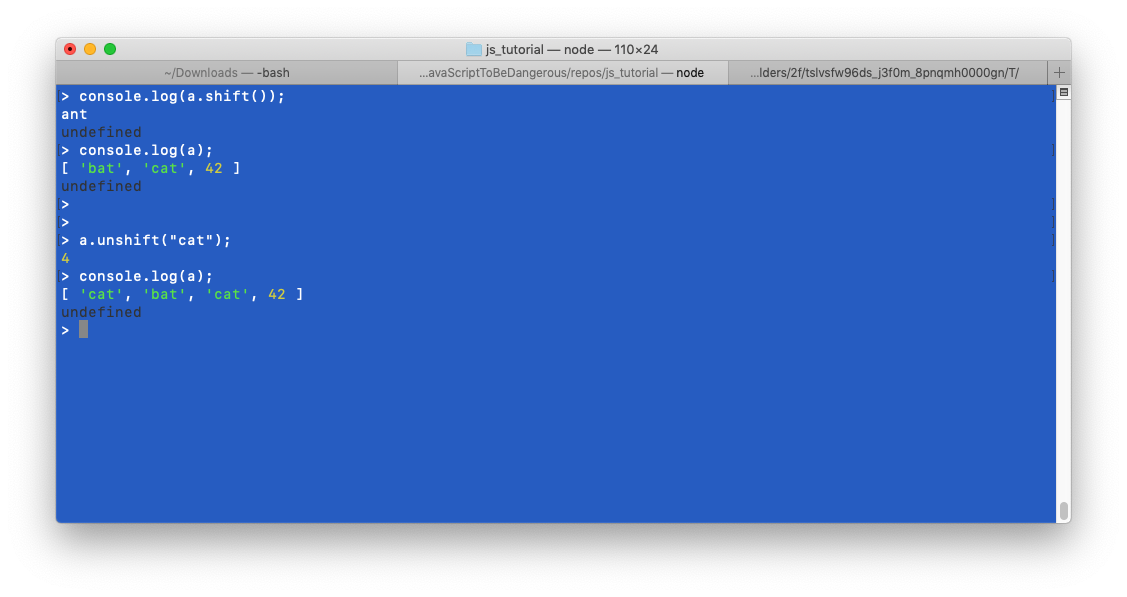 js_tutorial — node — 110×24
~/Downloads — -bash
...avaScriptToBeDangerous/repos/js_tutorial — node
...lders/2f/tslvsfw96ds_j3f0m_8pnqmh0000gn/T/
> console.log(a.shift());
ant
undefined
> console.log(a);
[ 'bat', 'cat', 42 ]
undefined
>
>
> a.unshift("cat");
4
> console.log(a);
[ 'cat', 'bat', 'cat', 42 ]
undefined
>